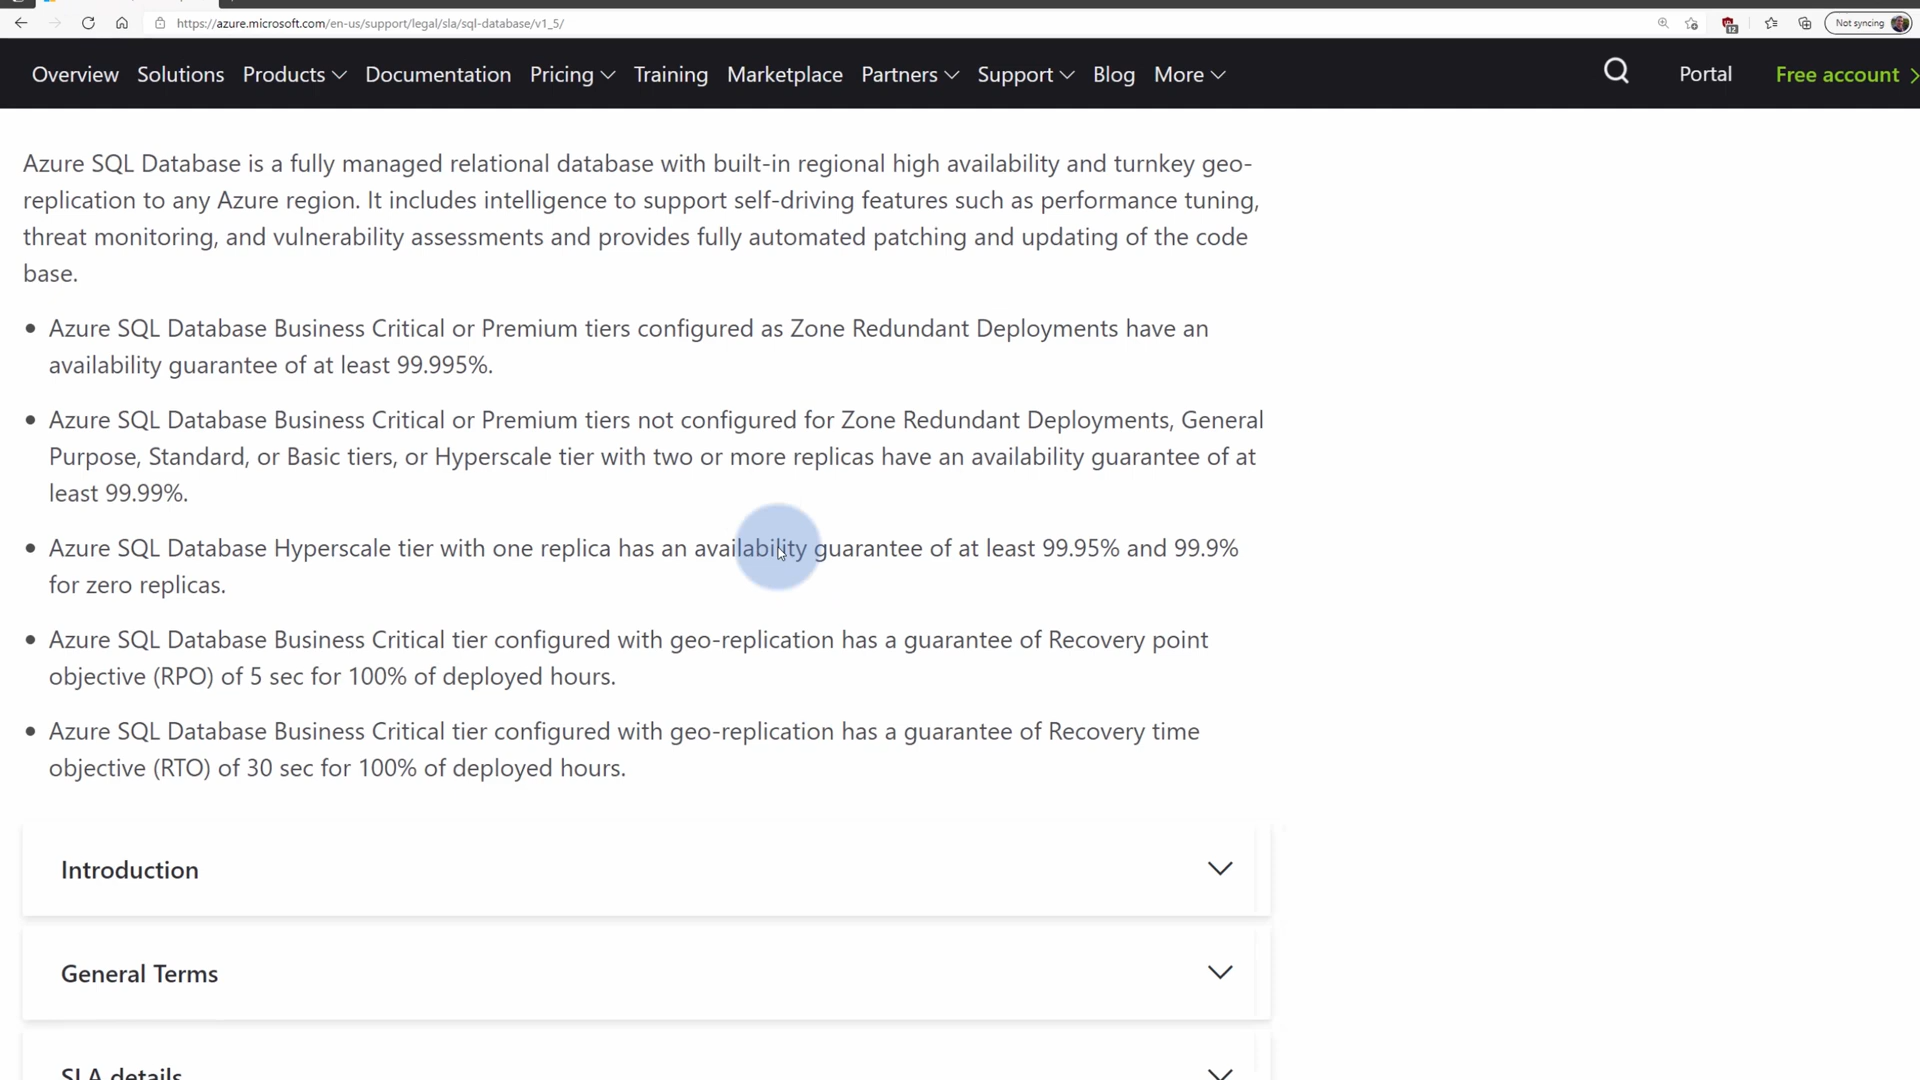 https://azure.microsoft.com/en-us/support/legal/sla/sql-database/v1_5/
12
Not syncing
Overview Solutions Products Documentation Pricing Training Marketplace Partners Support Blog More Portal Free account
Azure SQL Database is a fully managed relational database with built-in regional high availability and turnkey geo-
replication to any Azure region. It includes intelligence to support self-driving features such as performance tuning,
threat monitoring, and vulnerability assessments and provides fully automated patching and updating of the code
base.
• Azure SQL Database Business Critical or Premium tiers configured as Zone Redundant Deployments have an
availability guarantee of at least 99.995%.
• Azure SQL Database Business Critical or Premium tiers not configured for Zone Redundant Deployments, General
Purpose, Standard, or Basic tiers, or Hyperscale tier with two or more replicas have an availability guarantee of at
least 99.99%.
• Azure SQL Database Hyperscale tier with one replica has an availability guarantee of at least 99.95% and 99.9%
for zero replicas.
• Azure SQL Database Business Critical tier configured with geo-replication has a guarantee of Recovery point
objective (RPO) of 5 sec for 100% of deployed hours.
• Azure SQL Database Business Critical tier configured with geo-replication has a guarantee of Recovery time
objective (RTO) of 30 sec for 100% of deployed hours.
Introduction
General Terms
SLA details